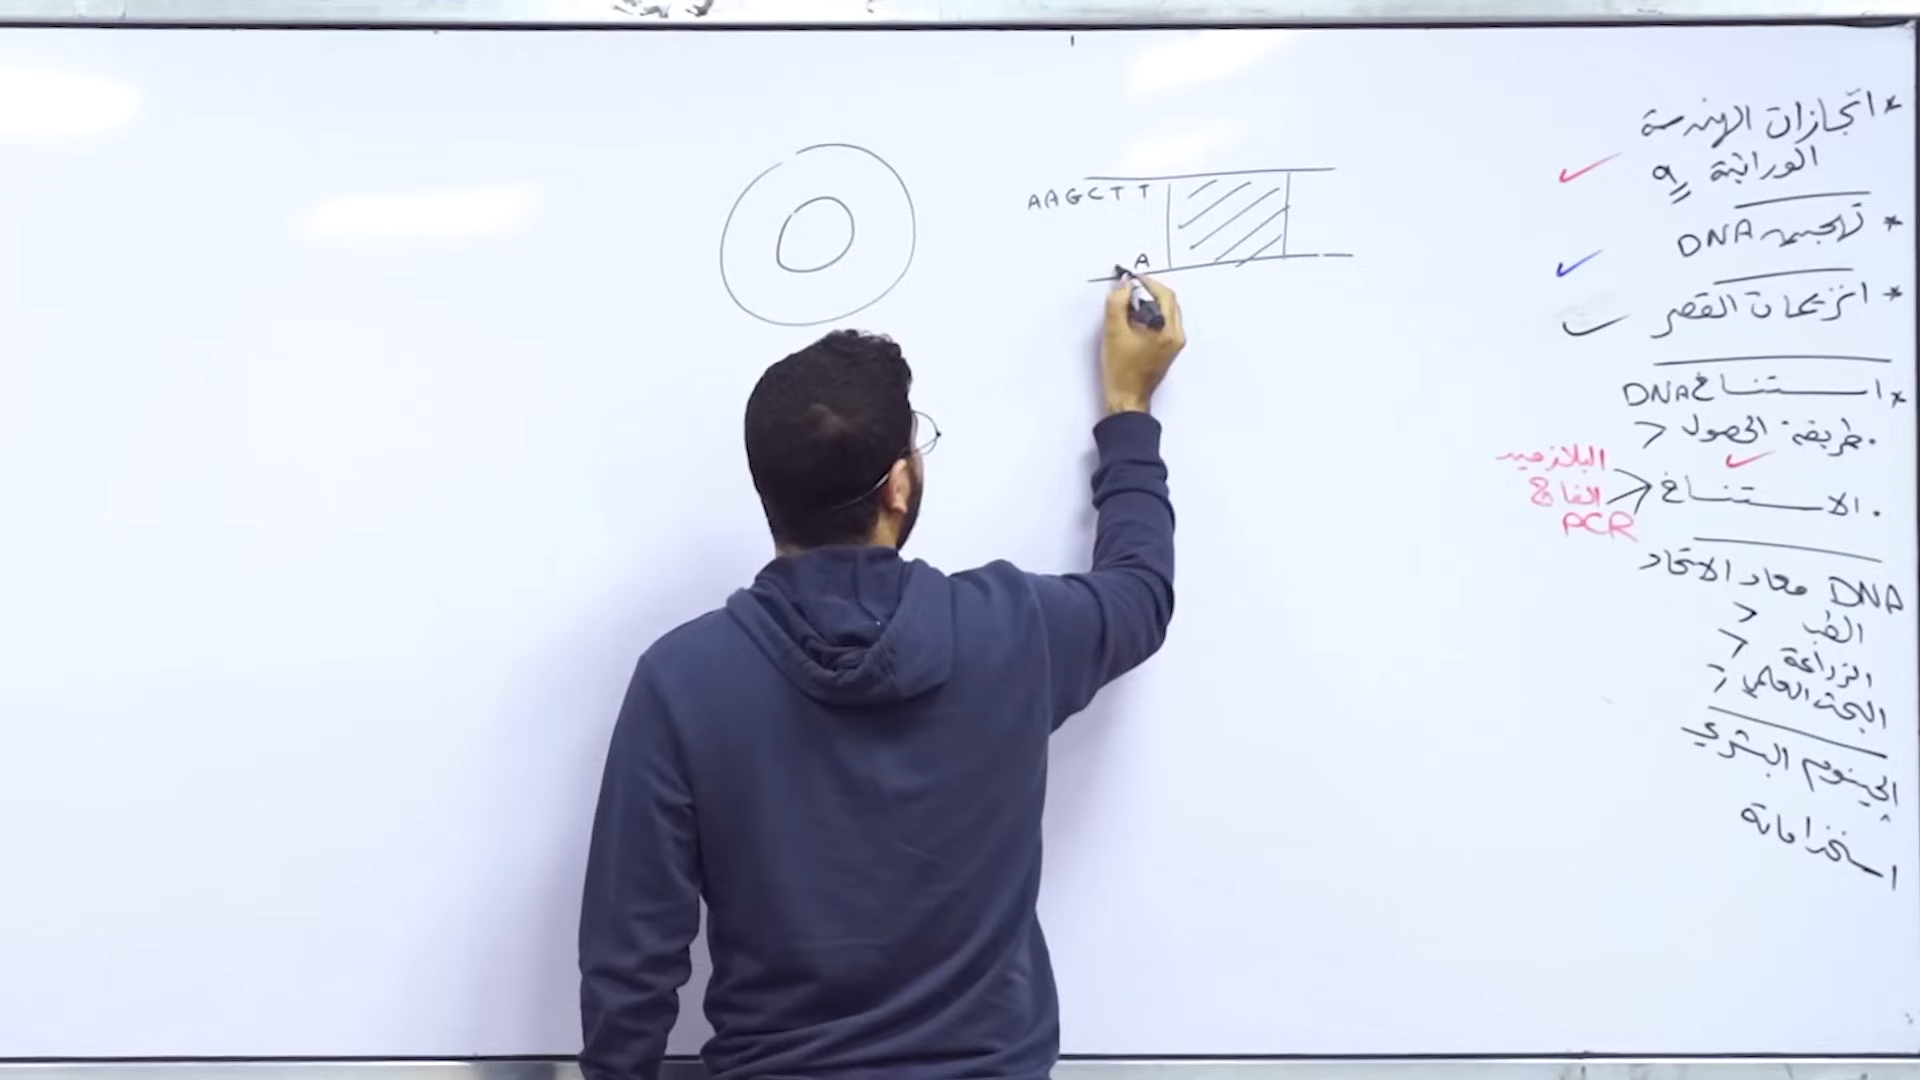 * انجازات الهندسة
الوراثية و
* تهجين DNA
* انزيمات القصر
* استنساخ DNA
. طريقة الحصول >
. الاستنساخ
البلازميد
الفاج
PCR
DNA معاد الاتحاد
الطب >
الزراعة >
البحث العلمي
الجينوم البشري
استخداماته
AAGCTT
A